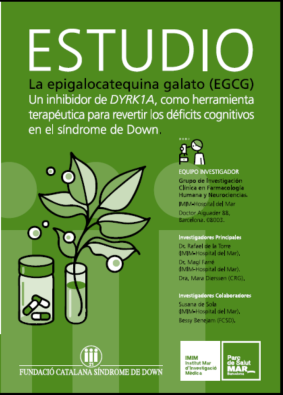 ESTUDIO
La epigalocatequina galato (EGCG)
Un inhibidor de DYRK1A, como herramienta
terapéutica para revertir los déficits cognitivos
en el síndrome de Down.
EQUIPO INVESTIGADOR
Grupo de Investigación
Clínica en Farmacología
Humana y Neurociencias.
IMIM-Hospital del Mar
Doctor Aiguader 88,
Barcelona. 08003.
Investigadores Principales
Dr. Rafael de la Torre
(IMIM-Hospital del Mar),
Dr. Magí Farré
(IMIM-Hospital del Mar),
Dra. Mara Dierssen (CRG).
Investigadores Colaboradores
Susana de Sola
(IMIM-Hospital del Mar),
Bessy Benejam (FCSD).
FUNDACIÓ CATALANA SÍNDROME DE DOWN
IMIM
Institut Mar
d'Investigació
Mèdica
Parc
de Salut
MAR
Barcelona